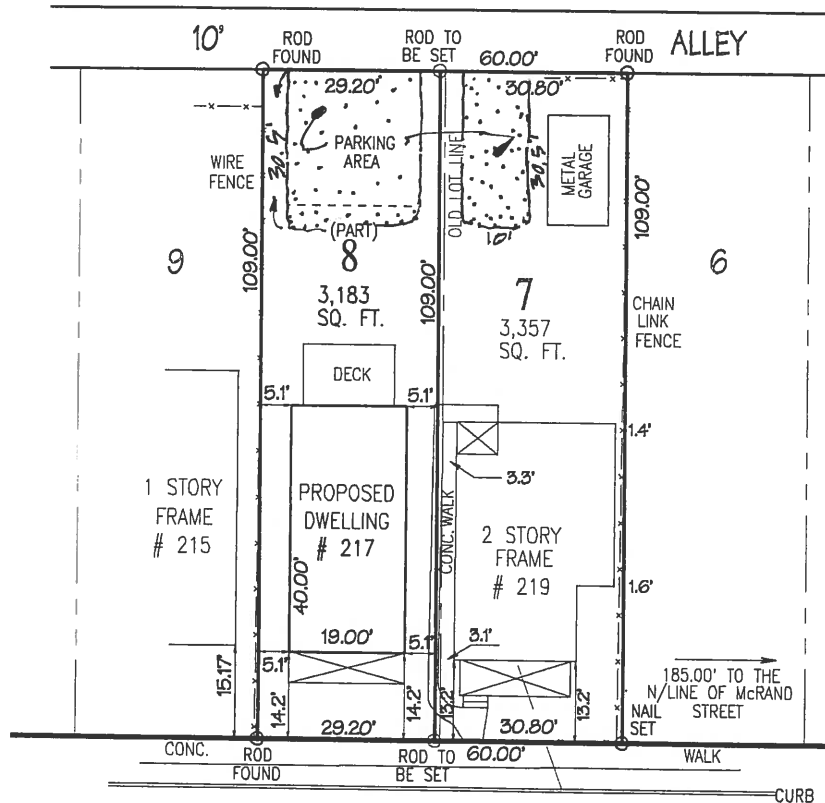 10'
ROD
FOUND
ROD TO
BE SET
60.00'
ROD
FOUND
ALLEY
29.20'
30.80'
30.5'
PARKING
AREA
30.5'
METAL
GARAGE
WIRE
FENCE
OLD LOT LINE
10'
109.00'
109.00'
109.00'
9
(PART)
8
3,183
SQ. FT.
7
3,357
SQ. FT.
6
CHAIN
LINK
FENCE
DECK
5.1'
5.1'
1.4'
3.3'
1 STORY
FRAME
# 215
PROPOSED
DWELLING
# 217
CONC. WALK
2 STORY
FRAME
# 219
1.6'
40.00'
19.00'
5.1'
5.1'
3.1'
15.17'
14.2'
14.2'
13.2'
13.2'
185.00' TO THE
N/LINE OF McRAND
STREET
29.20'
30.80'
NAIL
SET
CONC.
ROD
FOUND
ROD TO
BE SET
60.00'
WALK
CURB